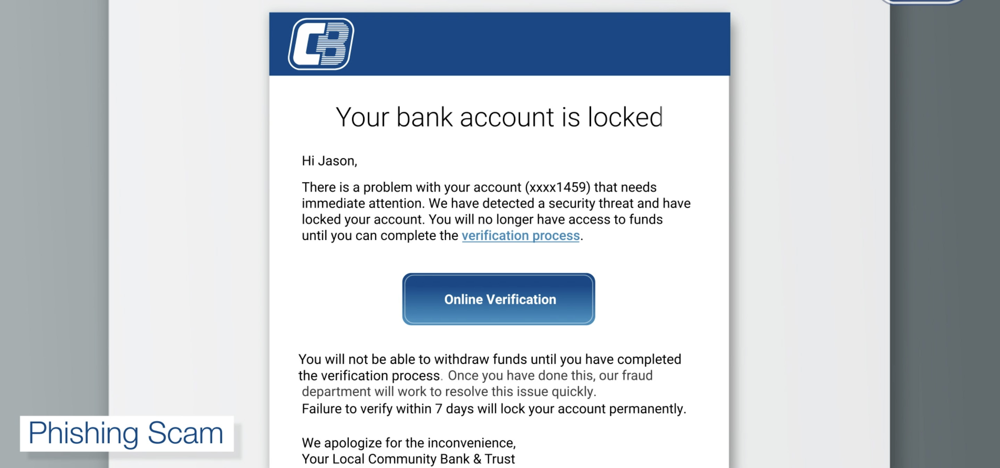 CB
Your bank account is locked
Hi Jason,
There is a problem with your account (xxxx1459) that needs
immediate attention. We have detected a security threat and have
locked your account. You will no longer have access to funds
until you can complete the verification process.
Online Verification
You will not be able to withdraw funds until you have completed
the verification process. Once you have done this, our fraud
department will work to resolve this issue quickly.
Failure to verify within 7 days will lock your account permanently.
We apologize for the inconvenience,
Your Local Community Bank & Trust
Phishing Scam